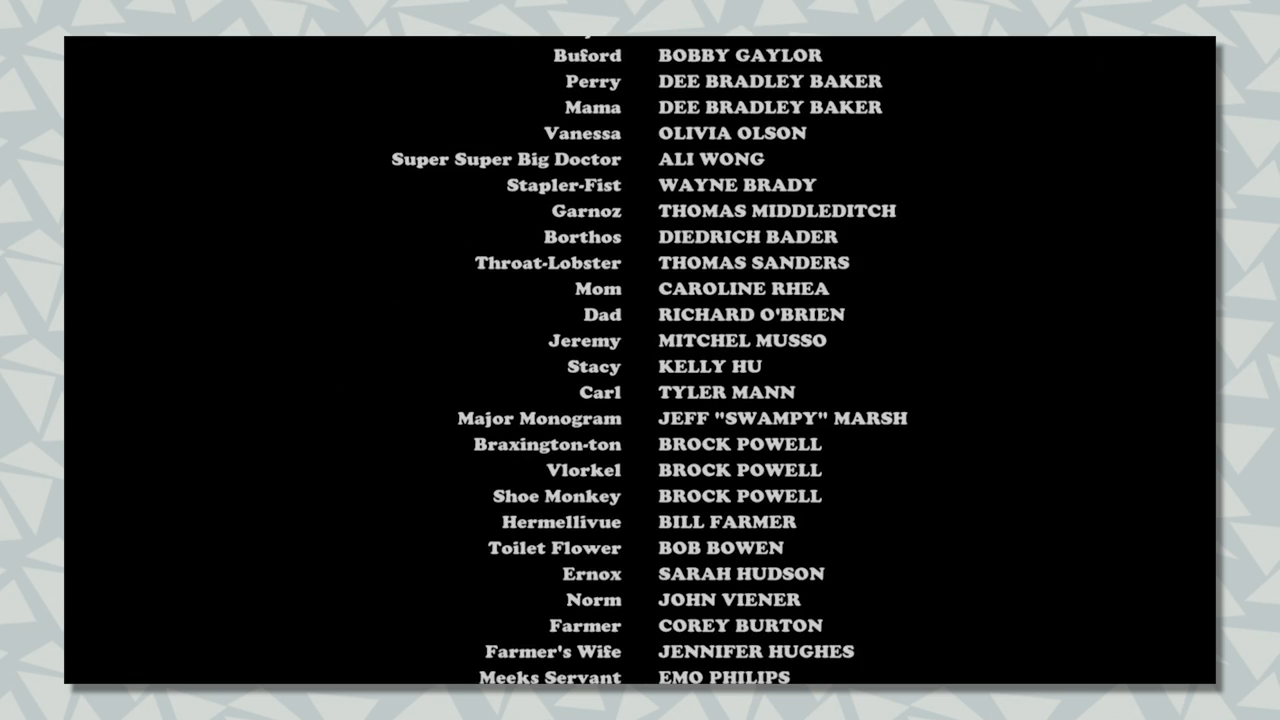 Buford BOBBY GAYLOR
Perry DEE BRADLEY BAKER
Mama DEE BRADLEY BAKER
Vanessa OLIVIA OLSON
Super Super Big Doctor ALI WONG
Stapler-Fist WAYNE BRADY
Garnoz THOMAS MIDDLEDITCH
Borthos DIEDRICH BADER
Throat-Lobster THOMAS SANDERS
Mom CAROLINE RHEA
Dad RICHARD O'BRIEN
Jeremy MITCHEL MUSSO
Stacy KELLY HU
Carl TYLER MANN
Major Monogram JEFF "SWAMPY" MARSH
Braxington-ton BROCK POWELL
Vlorkel BROCK POWELL
Shoe Monkey BROCK POWELL
Hermellivue BILL FARMER
Toilet Flower BOB BOWEN
Ernox SARAH HUDSON
Norm JOHN VIENER
Farmer COREY BURTON
Farmer's Wife JENNIFER HUGHES
Meeks Servant EMO PHILIPS